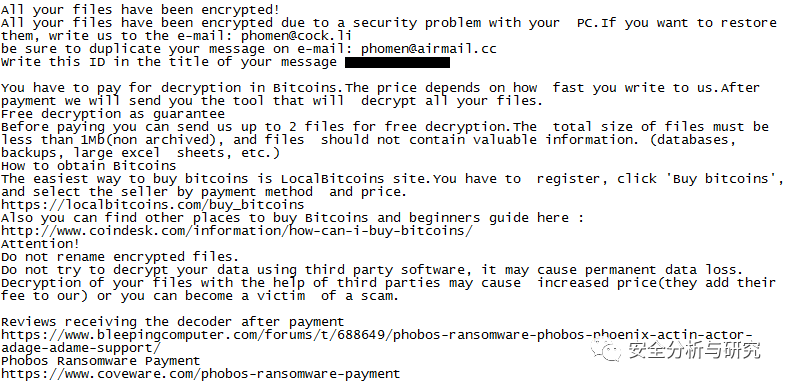 All your files have been encrypted!
All your files have been encrypted due to a security problem with your  PC.If you want to restore
them, write us to the e-mail: phomen@cock.li
be sure to duplicate your message on e-mail: phomen@airmail.cc
Write this ID in the title of your message
You have to pay for decryption in Bitcoins.The price depends on how  fast you write to us.After
payment we will send you the tool that will  decrypt all your files.
Free decryption as guarantee
Before paying you can send us up to 2 files for free decryption.The  total size of files must be
less than 1Mb(non archived), and files  should not contain valuable information. (databases,
backups, large excel  sheets, etc.)
How to obtain Bitcoins
The easiest way to buy bitcoins is LocalBitcoins site.You have to  register, click 'Buy bitcoins',
and select the seller by payment method  and price.
https://localbitcoins.com/buy_bitcoins
Also you can find other places to buy Bitcoins and beginners guide here :
http://www.coindesk.com/information/how-can-i-buy-bitcoins/
Attention!
Do not rename encrypted files.
Do not try to decrypt your data using third party software, it may cause permanent data loss.
Decryption of your files with the help of third parties may cause  increased price(they add their
fee to our) or you can become a victim  of a scam.
Reviews receiving the decoder after payment
https://www.bleepingcomputer.com/forums/t/688649/phobos-ransomware-phobos-phoenix-actin-actor-
adage-adame-support/
Phobos Ransomware Payment
https://www.coveware.com/phobos-ransomware-payment
安全分析与研究